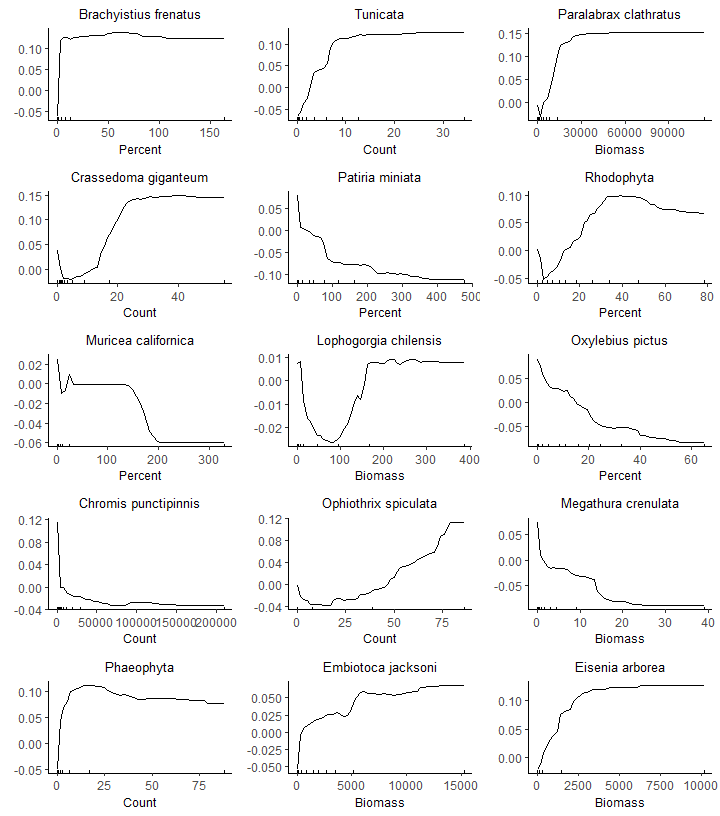 Brachyistius frenatus Tunicata Paralabrax clathratus
0.10 0.10 0.15
0.05 0.05 0.10
0.00 0.00 0.05
-0.05 -0.05 0.00
0 50 100 150 0 10 20 30 0 30000 60000 90000
Percent Count Biomass
Crassedoma giganteum Patiria miniata Rhodophyta
0.15 0.05 0.10
0.10 0.00 0.05
0.05 -0.05 0.00
0.00 -0.10 -0.05
0 20 40 0 100 200 300 400 500 0 20 40 60 80
Count Percent Percent
Muricea californica Lophogorgia chilensis Oxylebius pictus
0.02 0.01 0.05
0.00 0.00 0.00
-0.02 -0.01 -0.05
-0.04 -0.02
-0.06
0 100 200 300 0 100 200 300 400 0 20 40 60
Percent Biomass Percent
Chromis punctipinnis Ophiothrix spiculata Megathura crenulata
0.12 0.12 0.05
0.08 0.08 0.00
0.04 0.04 -0.05
0.00 0.00
-0.04 -0.04
0 50000 100000 150000 200000 0 25 50 75 0 10 20 30 40
Count Count Biomass
Phaeophyta Embiotoca jacksoni Eisenia arborea
0.10 0.050 0.10
0.05 0.025 0.05
0.00 0.000 0.00
-0.05 -0.025
-0.050
0 25 50 75 0 5000 10000 15000 0 2500 5000 7500 10000
Count Biomass Biomass